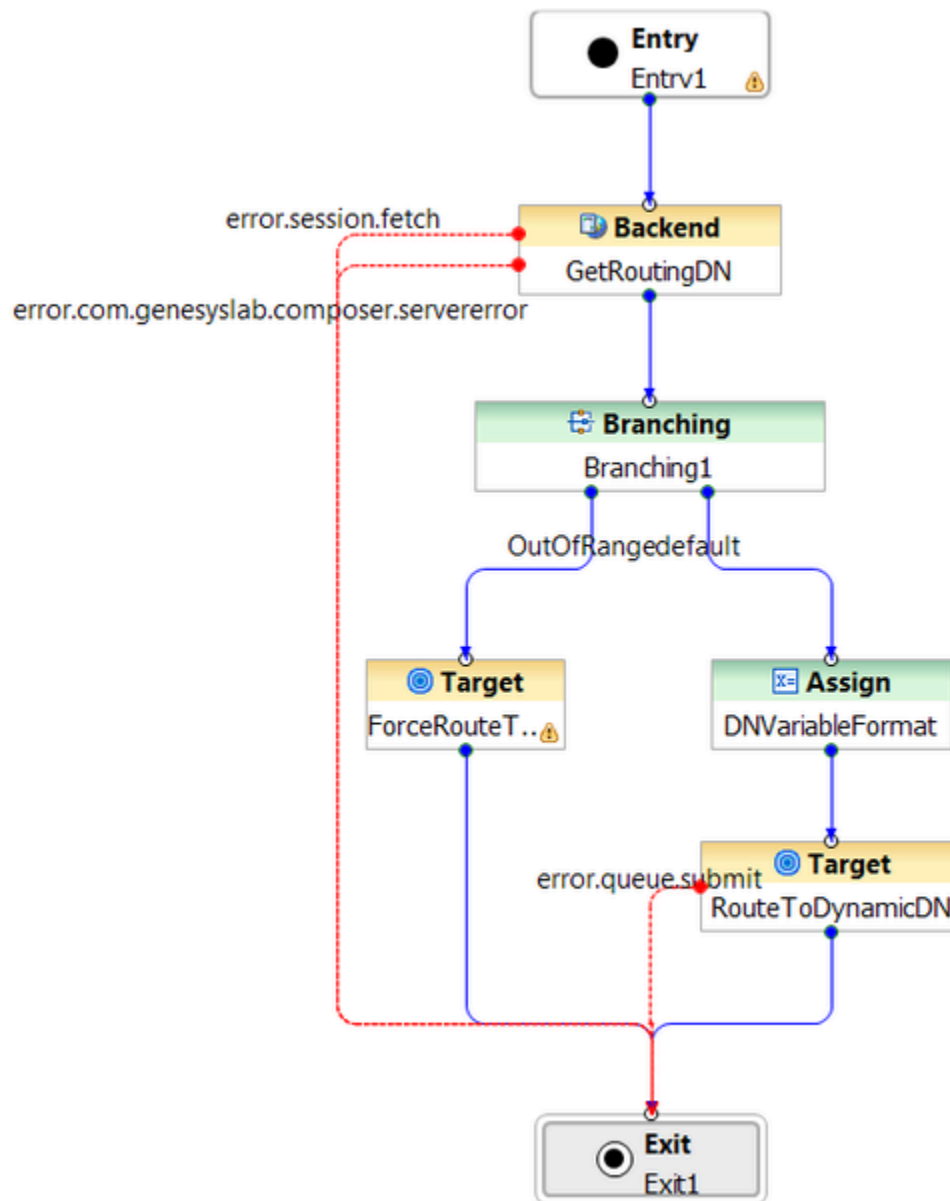 Entry
Entry1
error.session.fetch
Backend
GetRoutingDN
error.com.genesyslab.composer.servererror
Branching
Branching1
OutOfRangedefault
Target
ForceRouteT..
Assign
DNVariableFormat
Target
error.queue.submit
RouteToDynamicDN
Exit
Exit1